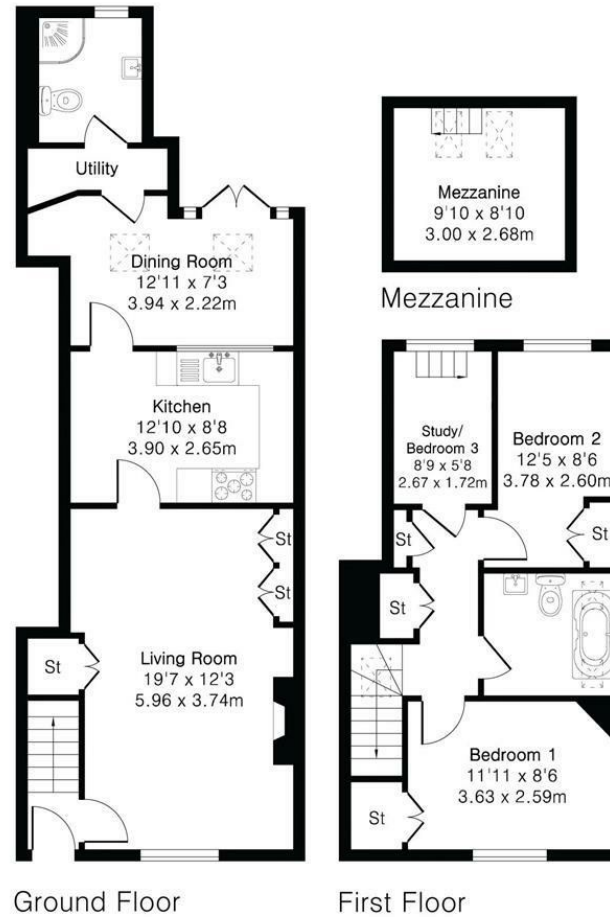 Utility
Dining Room
12'11 x 7'3
3.94 x 2.22m
Kitchen
12'10 x 8'8
3.90 x 2.65m
St
St
St
Living Room
19'7 x 12'3
5.96 x 3.74m
Ground Floor
Mezzanine
9'10 x 8'10
3.00 x 2.68m
Mezzanine
Study/
Bedroom 3
8'9 x 5'8
2.67 x 1.72m
Bedroom 2
12'5 x 8'6
3.78 x 2.60m
St
St
St
Bedroom 1
11'11 x 8'6
3.63 x 2.59m
St
First Floor